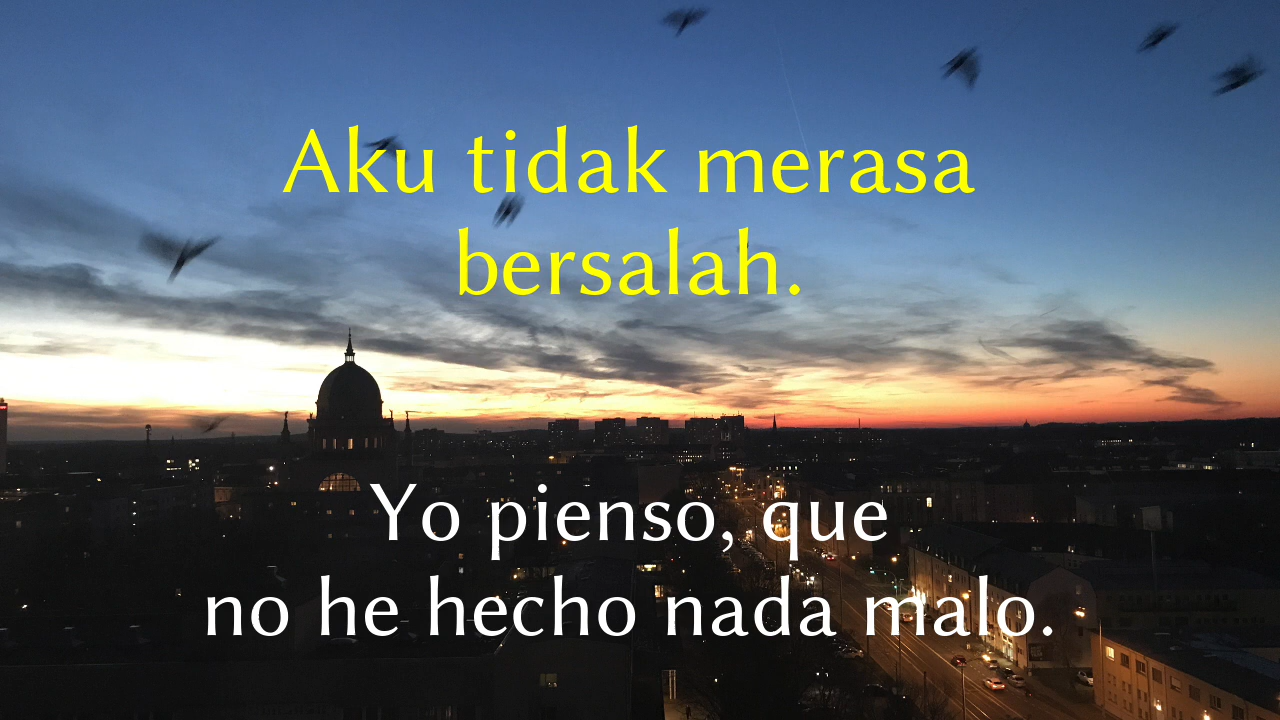 Aku tidak merasa
bersalah.
Yo pienso, que
no he hecho nada malo.